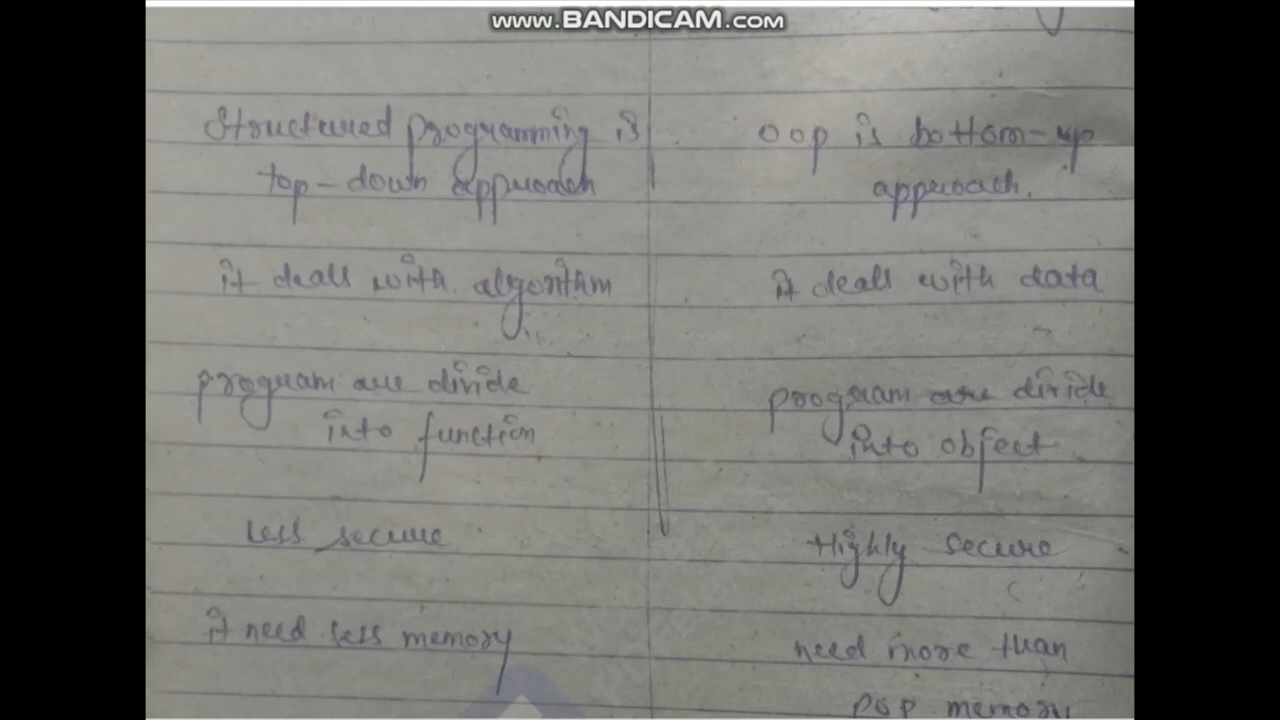 www.BANDICAM.com
Structured programming is
top-down approach
oop is bottom-up
approach.
it deals with algorithm
it deals with data
program are divide
into function
program are divide
into object
Less secure
Highly secure
it need less memory
need more than
pop memory